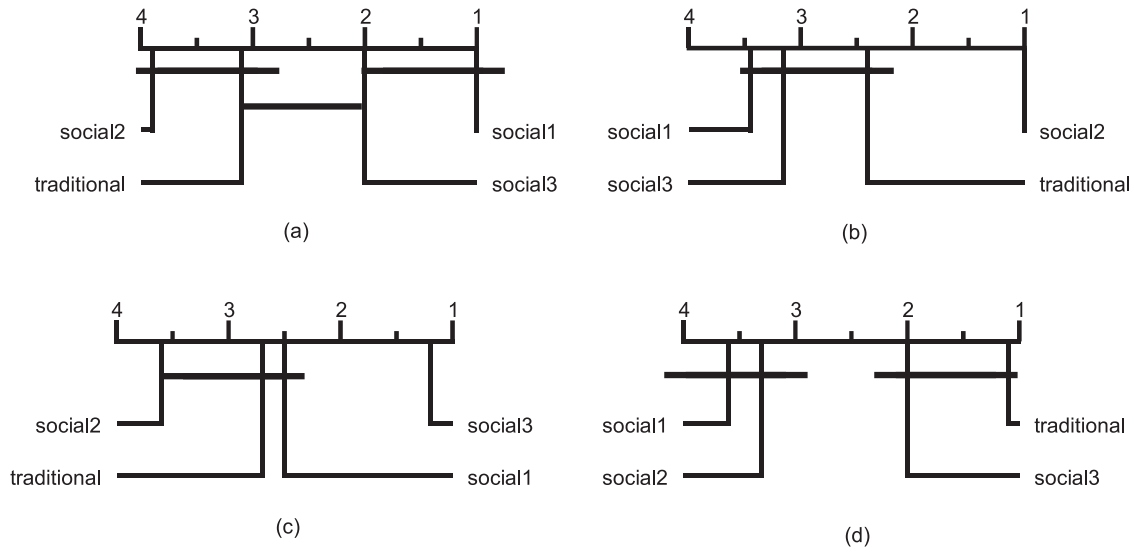 4 3 2 1
social2 social1
traditional social3
(a)
4 3 2 1
social1 social2
social3 traditional
(b)
4 3 2 1
social2 social3
traditional social1
(c)
4 3 2 1
social1 traditional
social2 social3
(d)